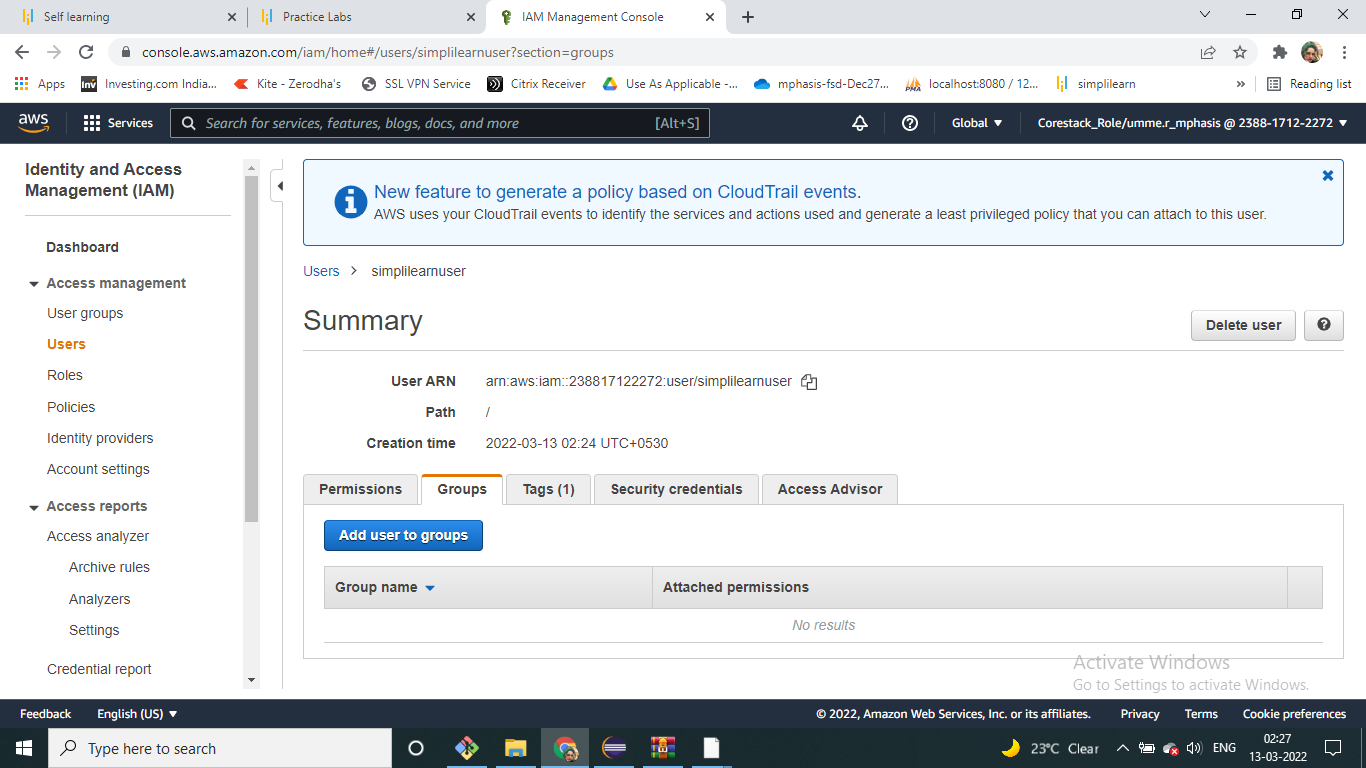 Self learning
Practice Labs
IAM Management Console
console.aws.amazon.com/iam/home#/users/simplilearnuser?section=groups
Apps
inv Investing.com India...
Kite - Zerodha's
SSL VPN Service
Citrix Receiver
Use As Applicable -...
mphasis-fsd-Dec27...
localhost:8080 / 12...
simplilearn
»
Reading list
aws
Services
Search for services, features, blogs, docs, and more [Alt+S]
Global
Corestack_Role/umme.r_mphasis @ 2388-1712-2272
Identity and Access
Management (IAM)
Dashboard
Access management
User groups
Users
Roles
Policies
Identity providers
Account settings
Access reports
Access analyzer
Archive rules
Analyzers
Settings
Credential report
New feature to generate a policy based on CloudTrail events.
AWS uses your CloudTrail events to identify the services and actions used and generate a least privileged policy that you can attach to this user.
Users > simplilearnuser
Summary
Delete user
User ARN arn:aws:iam::238817122272:user/simplilearnuser
Path /
Creation time 2022-03-13 02:24 UTC+0530
Permissions Groups Tags (1) Security credentials Access Advisor
Add user to groups
Group name Attached permissions
No results
Activate Windows
Go to Settings to activate Windows.
Feedback English (US) © 2022, Amazon Web Services, Inc. or its affiliates. Privacy Terms Cookie preferences
Type here to search
23°C Clear
ENG
02:27
13-03-2022